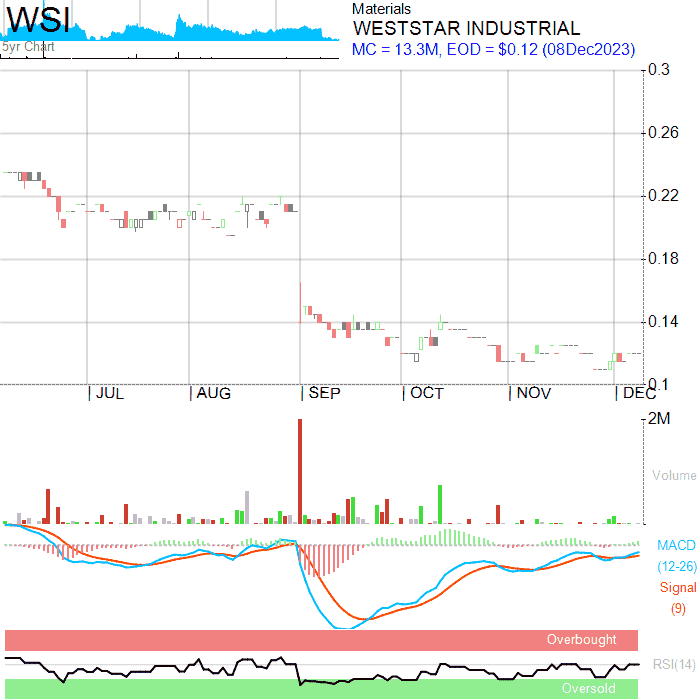 WSI
5yr Chart
Materials
WESTSTAR INDUSTRIAL
MC = 13.3M, EOD = $0.12 (08Dec2023)
0.3
0.26
0.22
0.18
0.14
0.1
JUL AUG SEP OCT NOV DEC
2M
Volume
MACD
(12-26)
Signal
(9)
Overbought
RSI(14)
Oversold